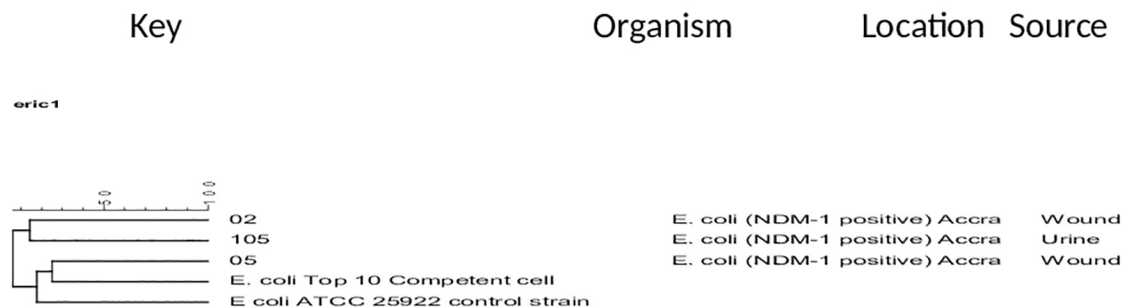 Key Organism Location Source
eric1
50 100
02 E. coli (NDM-1 positive) Accra Wound
105 E. coli (NDM-1 positive) Accra Urine
05 E. coli (NDM-1 positive) Accra Wound
E. coli Top 10 Competent cell
E coli ATCC 25922 control strain